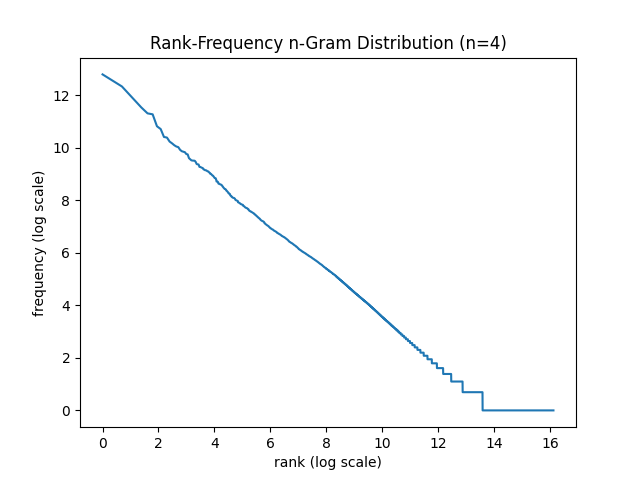 Rank-Frequency n-Gram Distribution (n=4)
frequency (log scale)
12
10
8
6
4
2
0
0 2 4 6 8 10 12 14 16
rank (log scale)